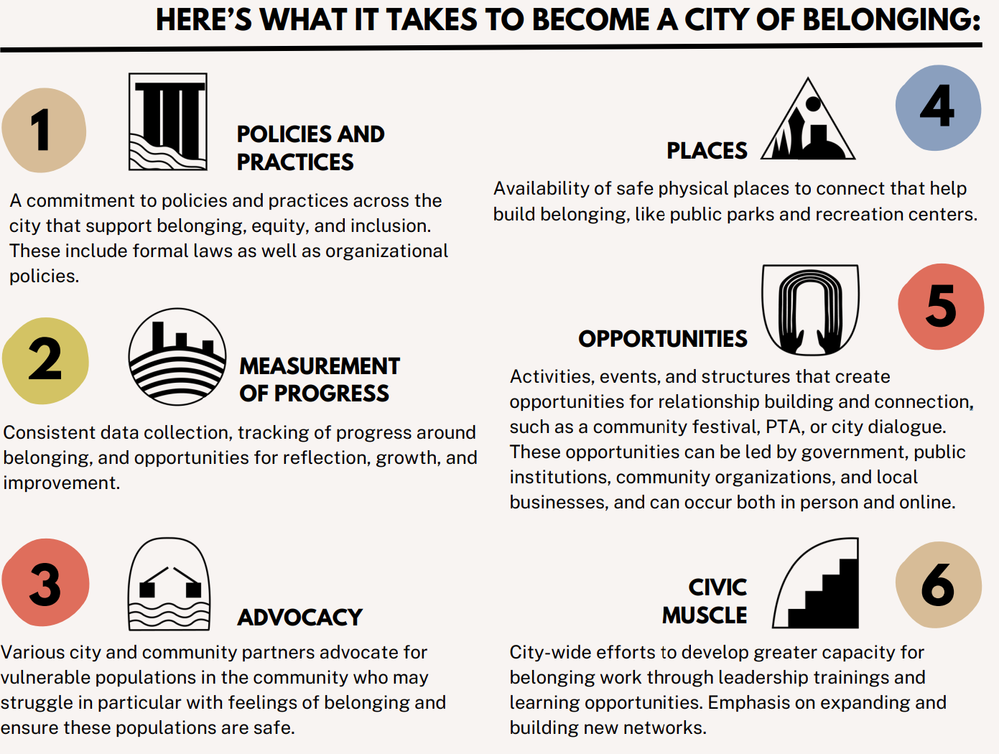 HERE'S WHAT IT TAKES TO BECOME A CITY OF BELONGING:
1
POLICIES AND
PRACTICES
A commitment to policies and practices across the
city that support belonging, equity, and inclusion.
These include formal laws as well as organizational
policies.
2
MEASUREMENT
OF PROGRESS
Consistent data collection, tracking of progress around
belonging, and opportunities for reflection, growth, and
improvement.
3
ADVOCACY
Various city and community partners advocate for
vulnerable populations in the community who may
struggle in particular with feelings of belonging and
ensure these populations are safe.
4
PLACES
Availability of safe physical places to connect that help
build belonging, like public parks and recreation centers.
5
OPPORTUNITIES
Activities, events, and structures that create
opportunities for relationship building and connection,
such as a community festival, PTA, or city dialogue.
These opportunities can be led by government, public
institutions, community organizations, and local
businesses, and can occur both in person and online.
6
CIVIC
MUSCLE
City-wide efforts to develop greater capacity for
belonging work through leadership trainings and
learning opportunities. Emphasis on expanding and
building new networks.